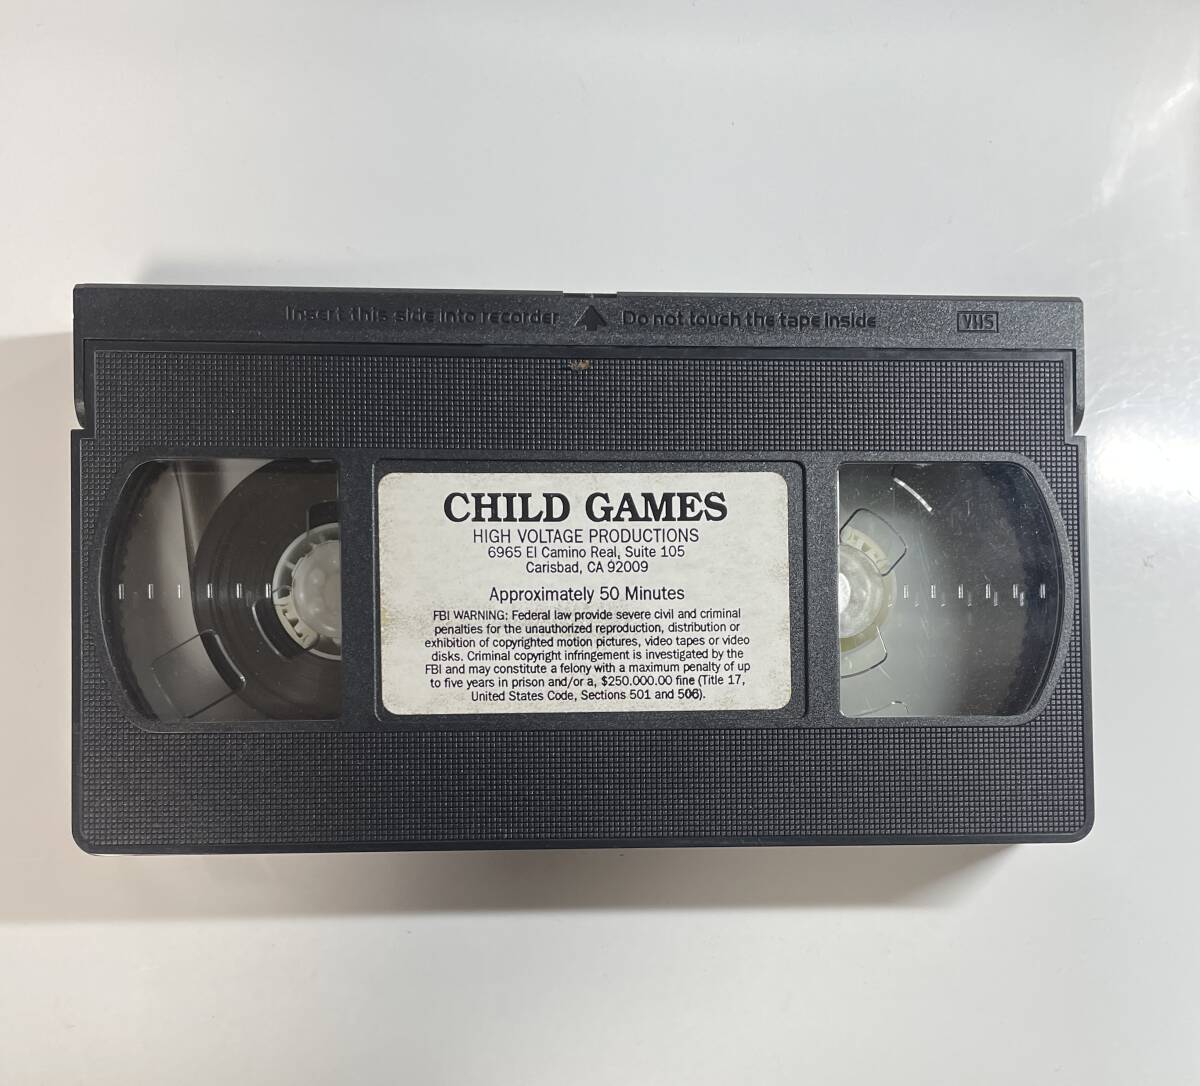 Insert this side into recorder Do not touch the tape inside VHS
CHILD GAMES
HIGH VOLTAGE PRODUCTIONS
6965 El Camino Real, Suite 105
Carlsbad, CA 92009
Approximately 50 Minutes
FBI WARNING: Federal law provide severe civil and criminal
penalties for the unauthorized reproduction, distribution or
exhibition of copyrighted motion pictures, video tapes or video
disks. Criminal copyright infringement is investigated by the
FBI and may constitute a felony with a maximum penalty of up
to five years in prison and/or a, $250.000.00 fine (Title 17,
United States Code, Sections 501 and 506).